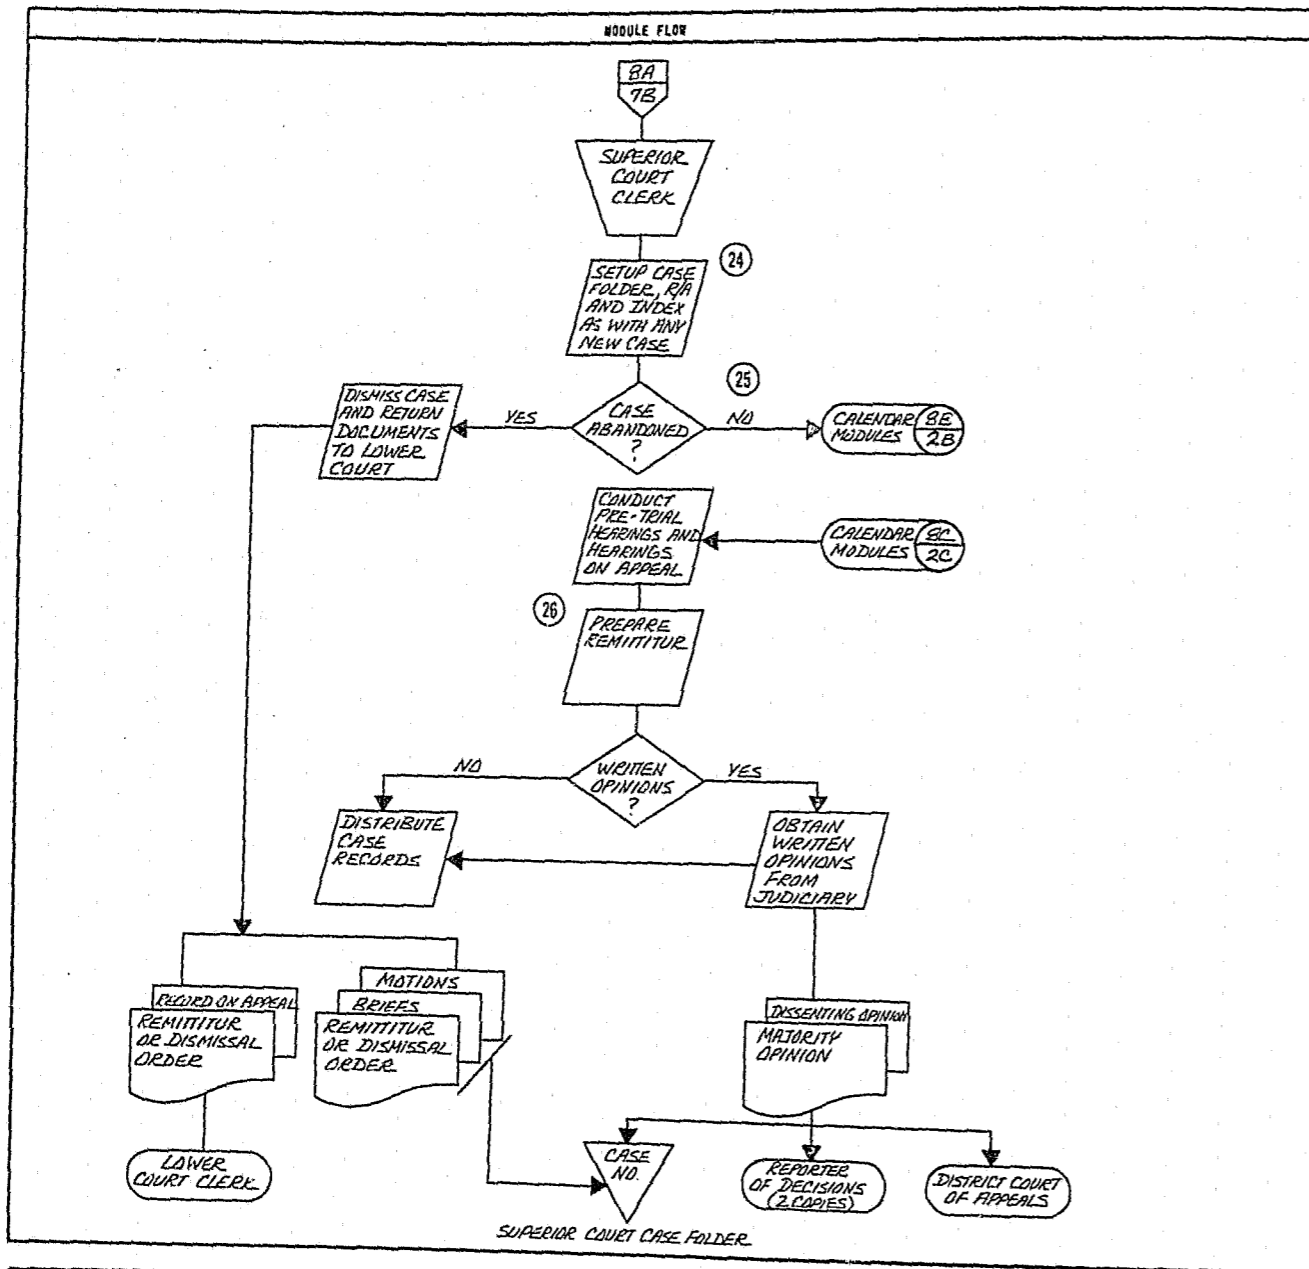 MODULE FLOW
8A
7B
SUPERIOR
COURT
CLERK
24
SETUP CASE
FOLDER, R/A
AND INDEX
AS WITH ANY
NEW CASE
25
DISMISS CASE
AND RETURN
DOCUMENTS
TO LOWER
COURT
YES
CASE
ABANDONED
?
NO
CALENDAR
MODULES
8E
2B
CONDUCT
PRE-TRIAL
HEARINGS AND
HEARINGS
ON APPEAL
CALENDAR
MODULES
8C
2C
26
PREPARE
REMITTITUR
NO
WRITTEN
OPINIONS
?
YES
DISTRIBUTE
CASE
RECORDS
OBTAIN
WRITTEN
OPINIONS
FROM
JUDICIARY
RECORD ON APPEAL
REMITTITUR
OR DISMISSAL
ORDER
MOTIONS
BRIEFS
REMITTITUR
OR DISMISSAL
ORDER
DISSENTING OPINION
MAJORITY
OPINION
LOWER
COURT CLERK
CASE
NO.
REPORTER
OF DECISIONS
(2 COPIES)
DISTRICT COURT
OF APPEALS
SUPERIOR COURT CASE FOLDER